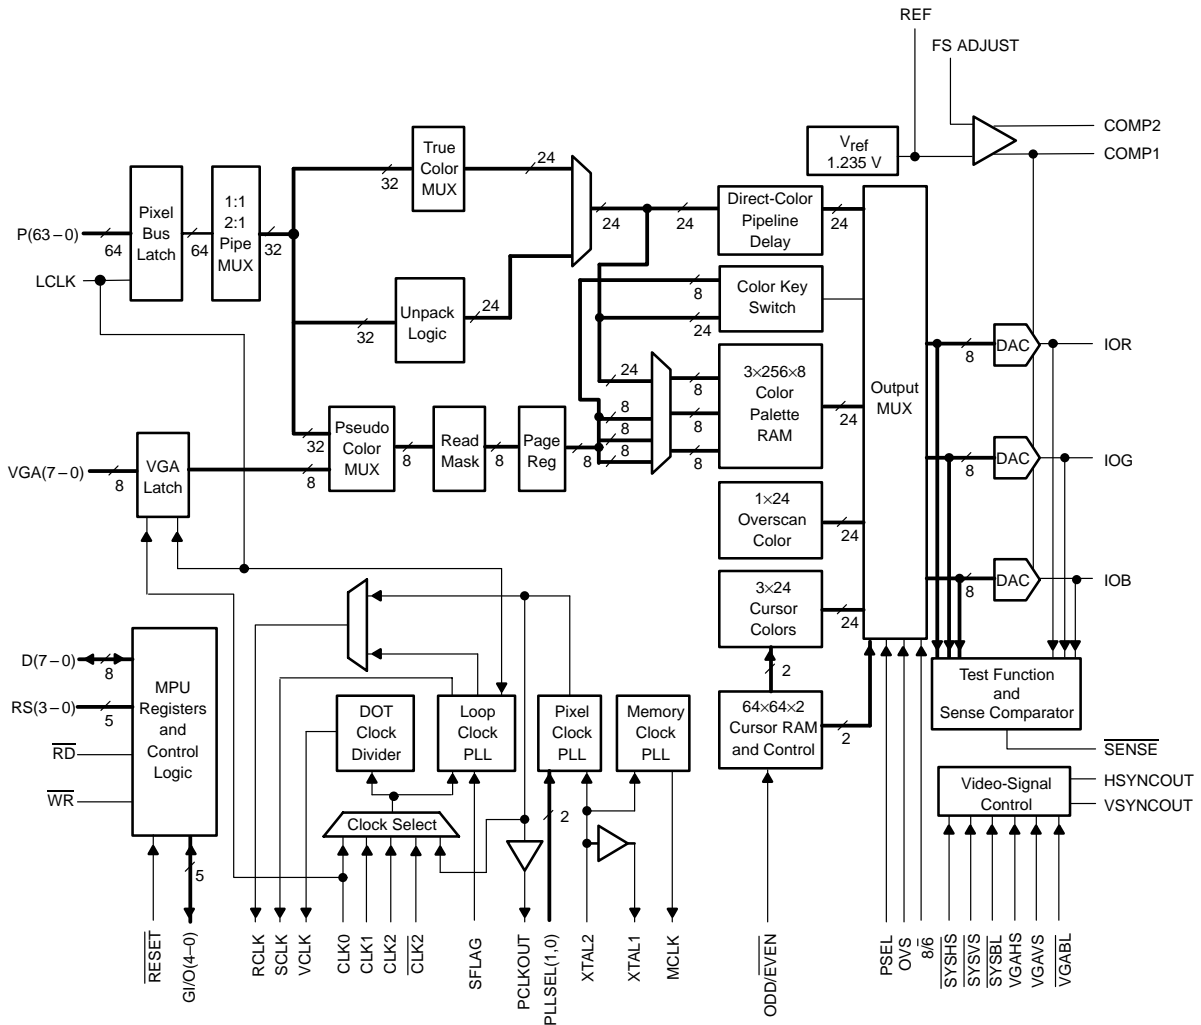 REF
FS ADJUST
COMP2
COMP1
Vref
1.235 V
True
Color
MUX
24
32
1:1
2:1
Pipe
MUX
Pixel
Bus
Latch
P(63–0)
64
64
32
LCLK
24
24
Direct-Color
Pipeline
Delay
24
Unpack
Logic
24
32
8
24
Color Key
Switch
DAC
8
IOR
24
8
8
8
8
8
8
3×256×8
Color
Palette
RAM
24
Output
MUX
Pseudo
Color
MUX
32
8
8
Read
Mask
8
Page
Reg
8
VGA(7-0)
8
VGA
Latch
DAC
8
IOG
1×24
Overscan
Color
24
DAC
8
IOB
3×24
Cursor
Colors
24
2
D(7-0)
8
RS(3-0)
5
RD
WR
MPU
Registers
and
Control
Logic
5
DOT
Clock
Divider
Loop
Clock
PLL
Pixel
Clock
PLL
Memory
Clock
PLL
64×64×2
Cursor RAM
and Control
2
Test Function
and
Sense Comparator
SENSE
Video-Signal
Control
HSYNCOUT
VSYNCOUT
Clock Select
2
RESET
GI/O(4–0)
RCLK
SCLK
VCLK
CLK0
CLK1
CLK2
CLK2
SFLAG
PCLKOUT
PLLSEL(1,0)
XTAL2
XTAL1
MCLK
ODD/EVEN
PSEL
OVS
8/6
SYSHS
SYSVS
SYSBL
VGAHS
VGAVS
VGABL